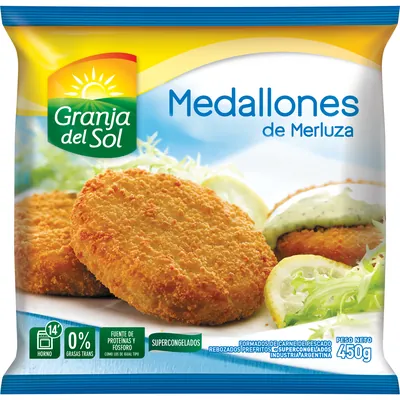 Granja
del Sol
Medallones
de Merluza
14'
HORNO
0%
GRASAS TRANS
FUENTE DE
PROTEÍNAS Y
FÓSFORO
SUPERCONGELADOS
FORMADOS DE CARNE DE PESCADO
REBOZADOS PREFRITOS SUPERCONGELADOS
INDUSTRIA ARGENTINA
PESO NETO
450g